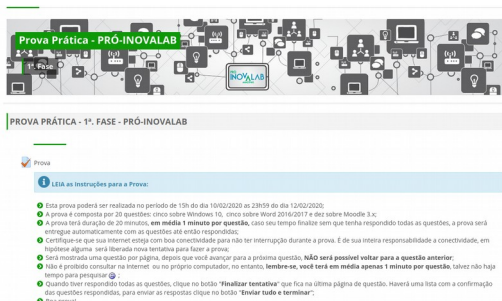 Prova Prática - PRÓ-INOVALAB
1ª. Fase
INOVALAB
PROVA PRÁTICA - 1ª. FASE - PRÓ-INOVALAB
Prova
LEIA as Instruções para a Prova:
Esta prova poderá ser realizada no período de 15h do dia 10/02/2020 as 23h59 do dia 12/02/2020;
A prova é composta por 20 questões: cinco sobre Windows 10, cinco sobre Word 2016/2017 e dez sobre Moodle 3.x;
A prova terá duração de 20 minutos, em média 1 minuto por questão, caso seu tempo finalize sem que tenha respondido todas as questões, a prova será
entregue automaticamente com as questões até então respondidas;
Certifique-se que sua internet esteja com boa conectividade para não ter interrupção durante a prova. É de sua inteira responsabilidade a conectividade, em
hipótese alguma será liberada nova tentativa para fazer a prova;
Será mostrada uma questão por página, depois que você avançar para a próxima questão, NÃO será possível voltar para a questão anterior;
Não é proibido consultar na internet ou no próprio computador, no entanto, lembre-se, você terá em média apenas 1 minuto por questão, talvez não haja
tempo para pesquisar
Quando tiver respondido todas as questões, clique no botão "Finalizar tentativa" que fica na última página de questão. Haverá uma lista com a confirmação
das questões respondidas, para enviar as respostas clique no botão "Enviar tudo e terminar";
Boa prova!